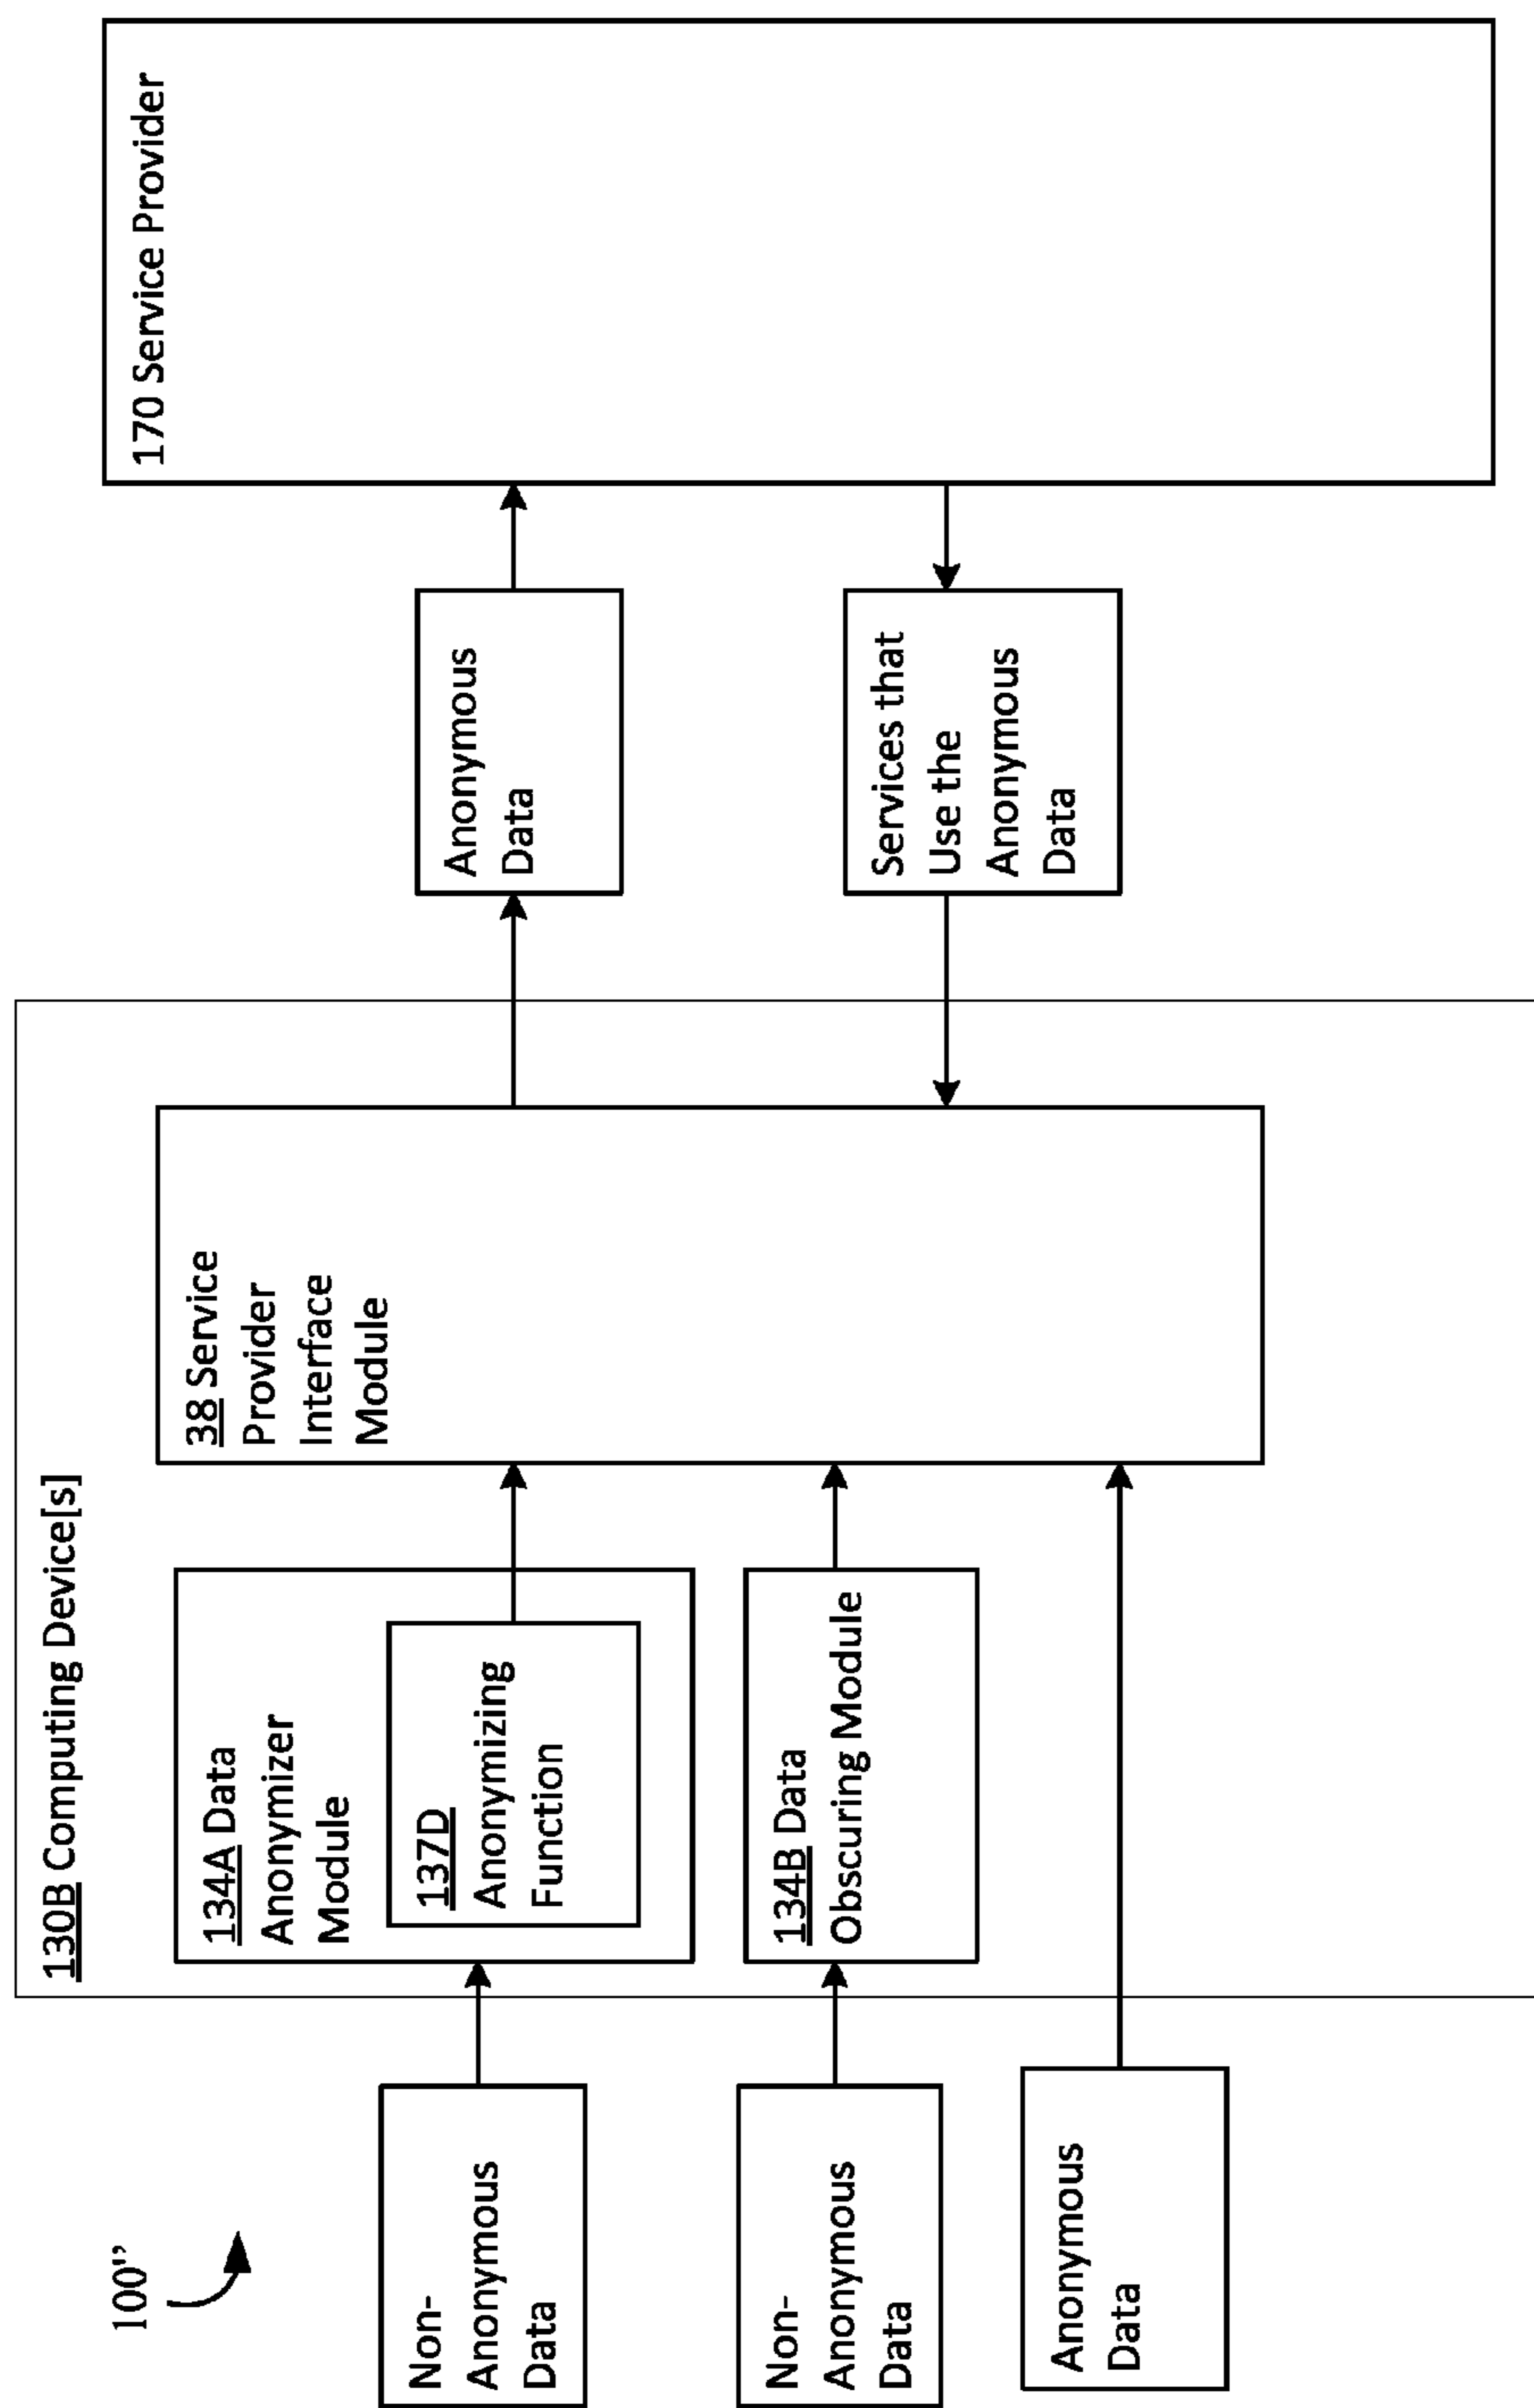 100'’
130B Computing Device[s]
170 Service Provider
Non-
Anonymous
Data
134A Data
Anonymizer
Module
137D
Anonymizing
Function
38 Service
Provider
Interface
Module
Anonymous
Data
Non-
Anonymous
Data
134B Data
Obscuring Module
Services that
Use the
Anonymous
Data
Anonymous
Data